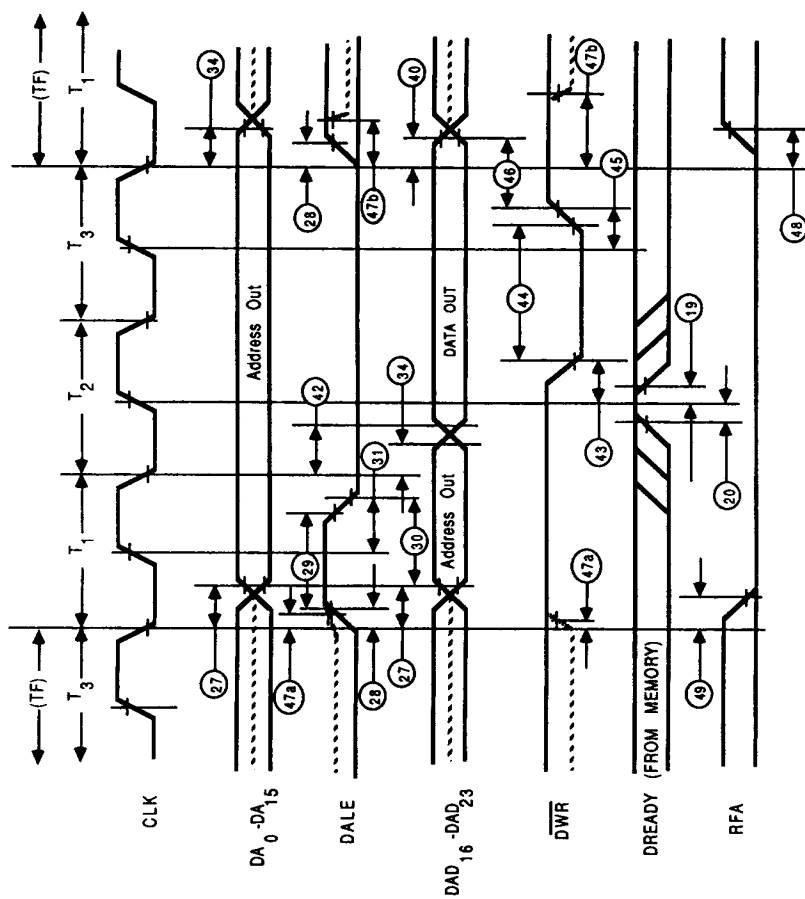 (TF)
(TF)
T3
T1
T2
T3
T1
CLK
34
DA0-DA15
Address Out
27
47a
28
47b
DALE
29
31
42
28
27
30
34
40
DAD16-DAD23
Address Out
DATA OUT
46
47b
DWR
44
45
47a
43
19
DREADY (FROM MEMORY)
20
49
48
RFA